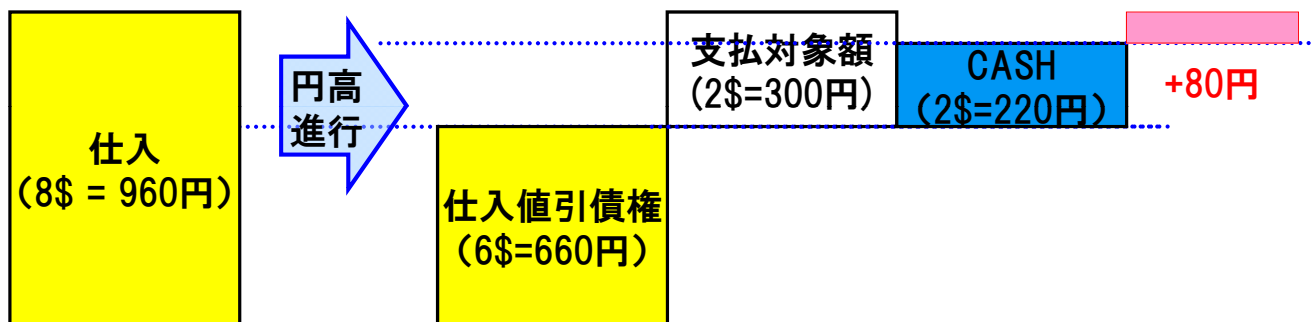 仕入
(8$ = 960円)
円高
進行
仕入値引債権
(6$=660円)
支払対象額
(2$=300円)
CASH
(2$=220円)
+80円